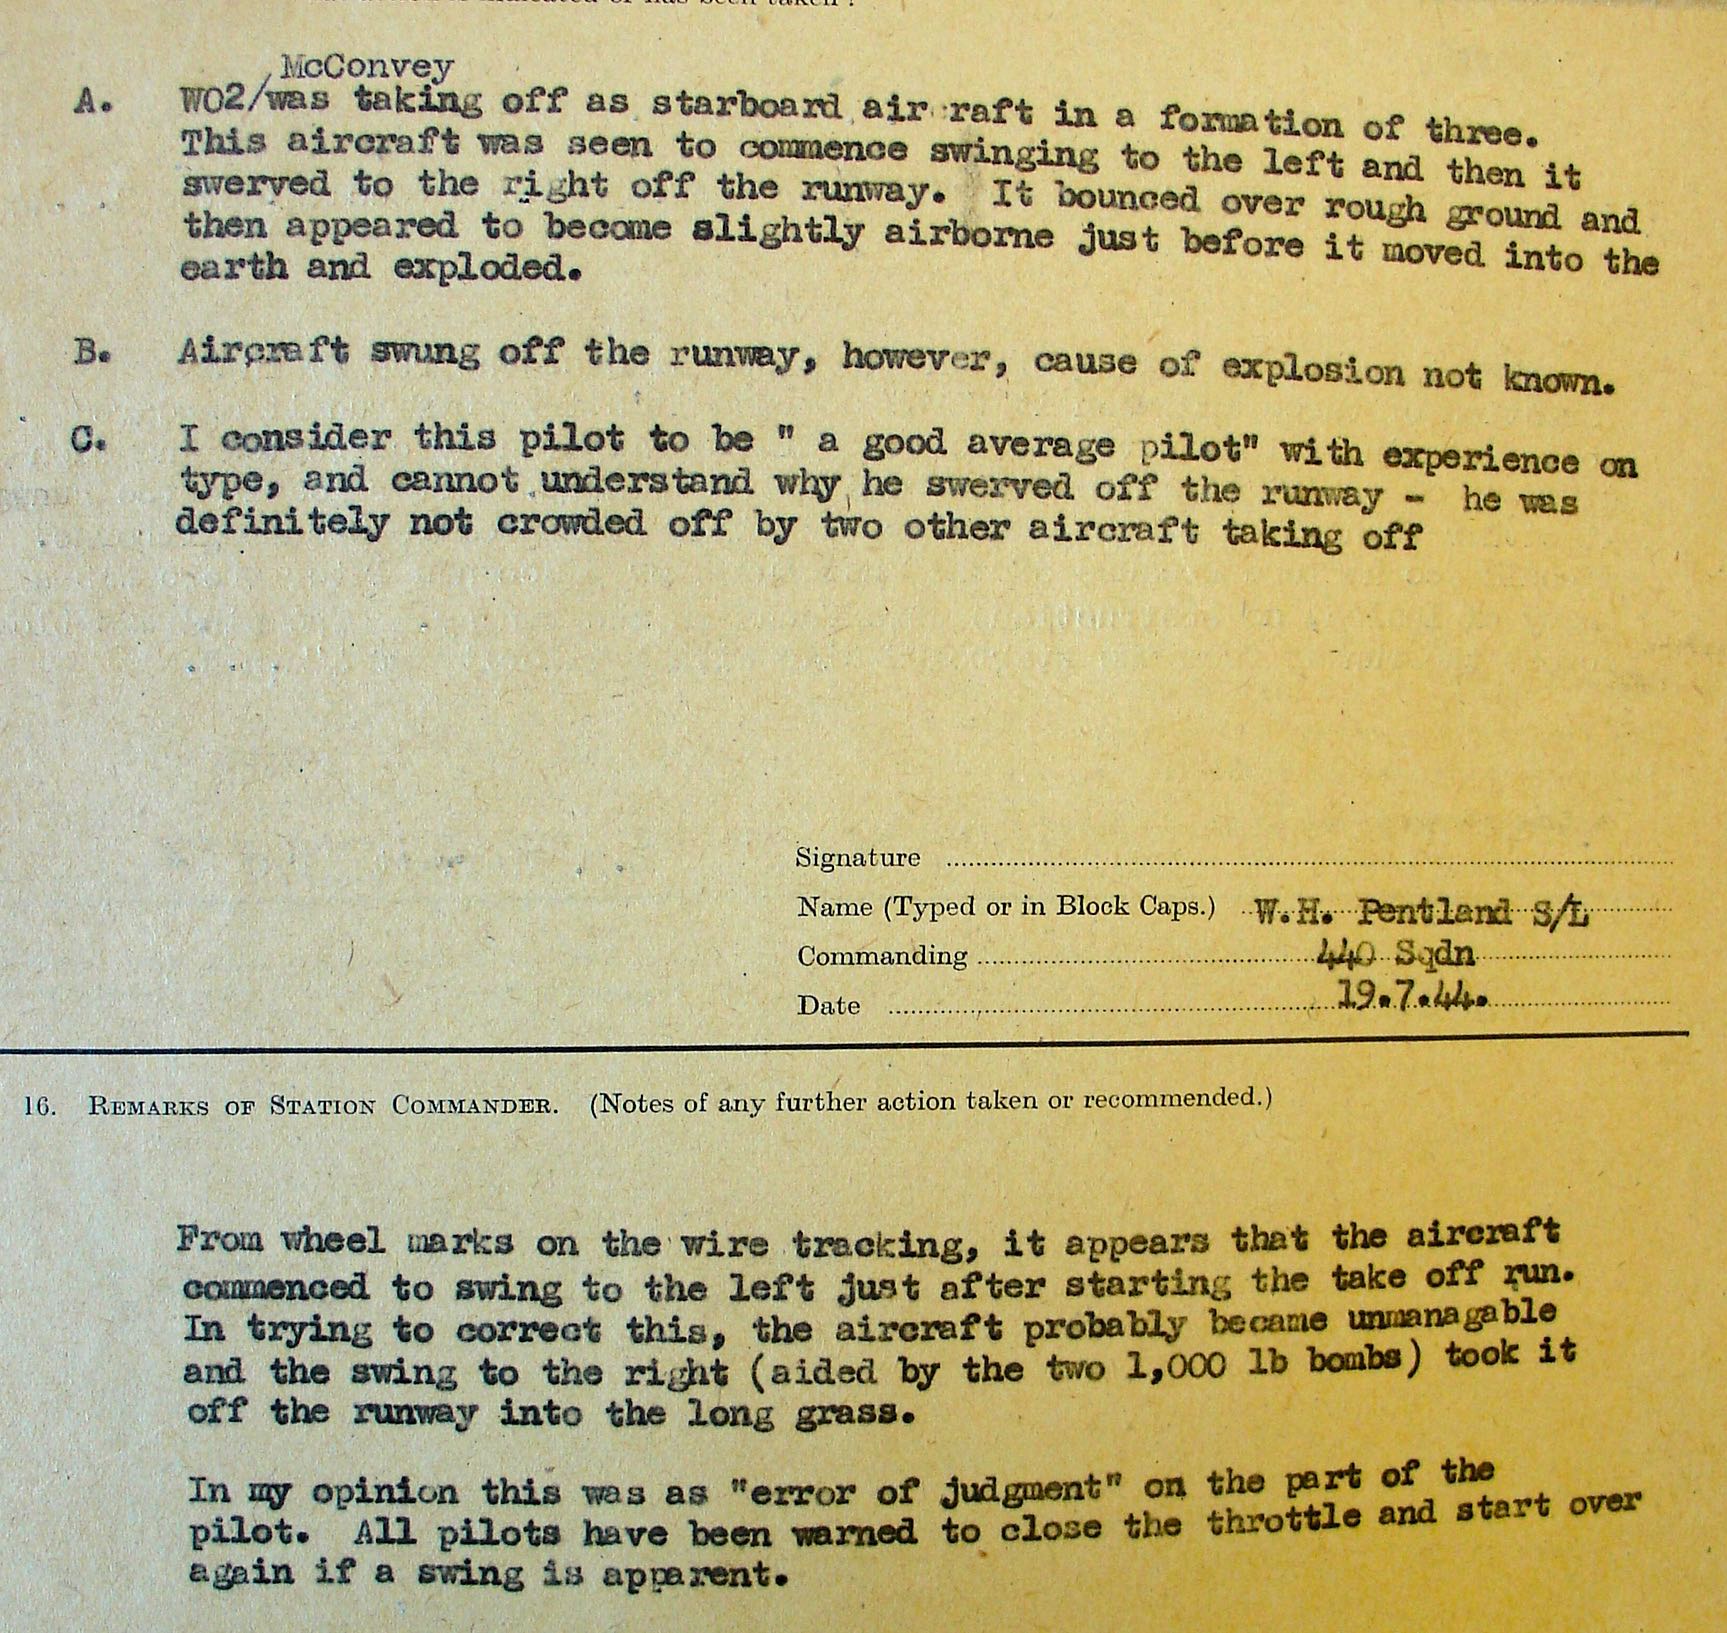 indicated or has been taken ?
McConvey
A. WO2/was taking off as starboard air raft in a formation of three.
This aircraft was seen to commence swinging to the left and then it
swerved to the right off the runway. It bounced over rough ground and
then appeared to become slightly airborne just before it moved into the
earth and exploded.
B. Aircraft swung off the runway, however, cause of explosion not known.
C. I consider this pilot to be " a good average pilot" with experience on
type, and cannot understand why he swerved off the runway - he was
definitely not crowded off by two other aircraft taking off
Signature
Name (Typed or in Block Caps.) W.H. Pentland S/L
Commanding 440 Sqdn
Date 19.7.44.
16. REMARKS OF STATION COMMANDER. (Notes of any further action taken or recommended.)
From wheel marks on the wire tracking, it appears that the aircraft
commenced to swing to the left just after starting the take off run.
In trying to correct this, the aircraft probably became unmanagable
and the swing to the right (aided by the two 1,000 lb bombs) took it
off the runway into the long grass.
In my opinion this was as "error of judgment" on the part of the
pilot. All pilots have been warned to close the throttle and start over
again if a swing is apparent.